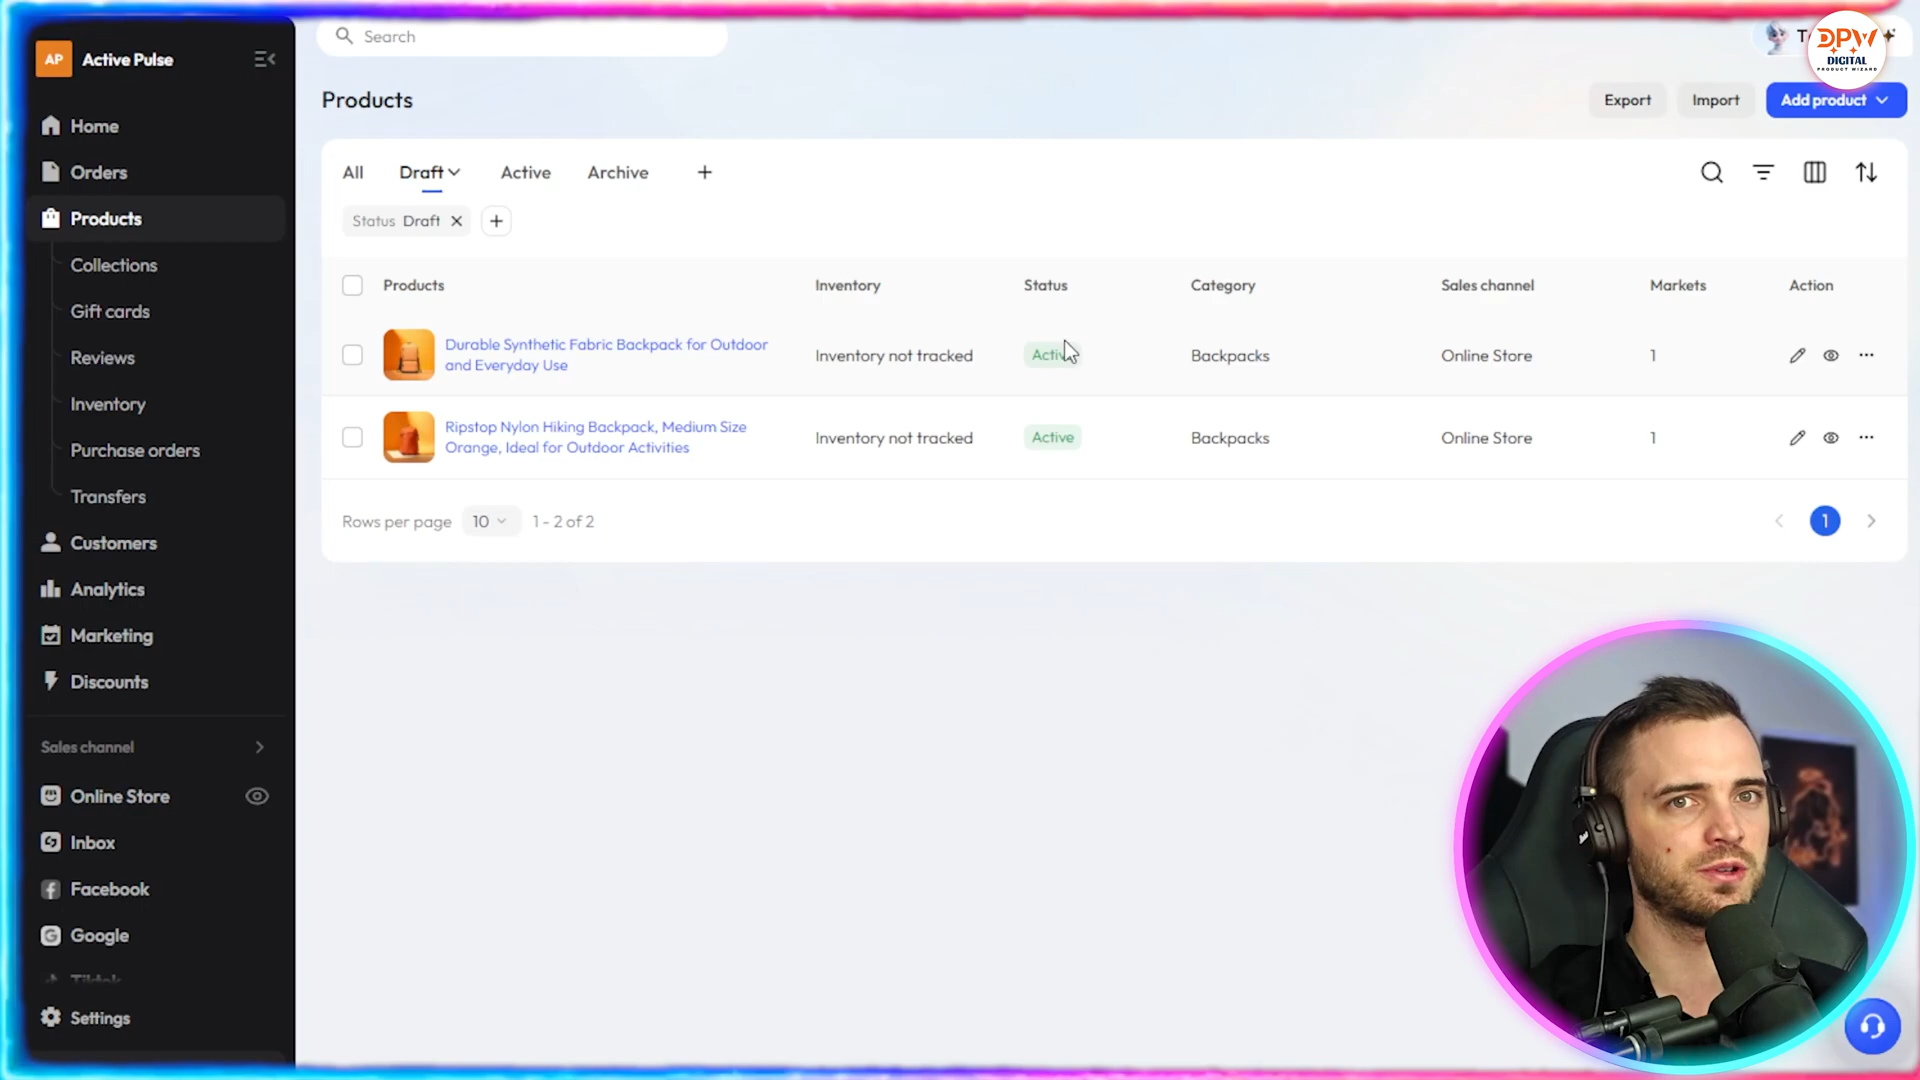 AP Active Pulse
Home
Orders
Products
Collections
Gift cards
Reviews
Inventory
Purchase orders
Transfers
Customers
Analytics
Marketing
Discounts
Sales channel
Online Store
Inbox
Facebook
Google
Tiktok
Settings
Search
DPW
DIGITAL
PRODUCT WIZARD
Products
Export Import Add product
All Draft Active Archive
Status Draft
Products Inventory Status Category Sales channel Markets Action
Durable Synthetic Fabric Backpack for Outdoor
and Everyday Use
Inventory not tracked Active Backpacks Online Store 1
Ripstop Nylon Hiking Backpack, Medium Size
Orange, Ideal for Outdoor Activities
Inventory not tracked Active Backpacks Online Store 1
Rows per page 10 1 - 2 of 2
1